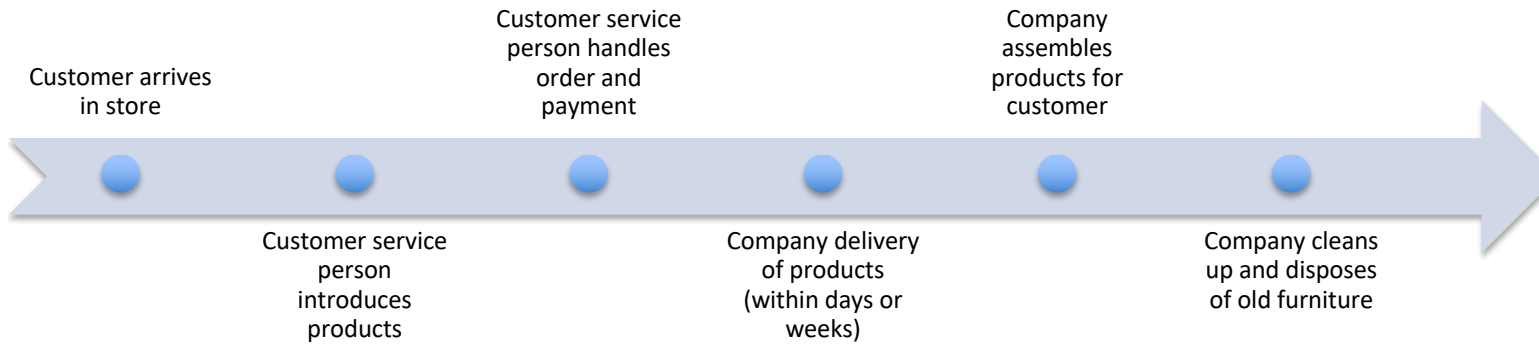 Customer arrives
in store
Customer service
person
introduces
products
Customer service
person handles
order and
payment
Company delivery
of products
(within days or
weeks)
Company
assembles
products for
customer
Company cleans
up and disposes
of old furniture